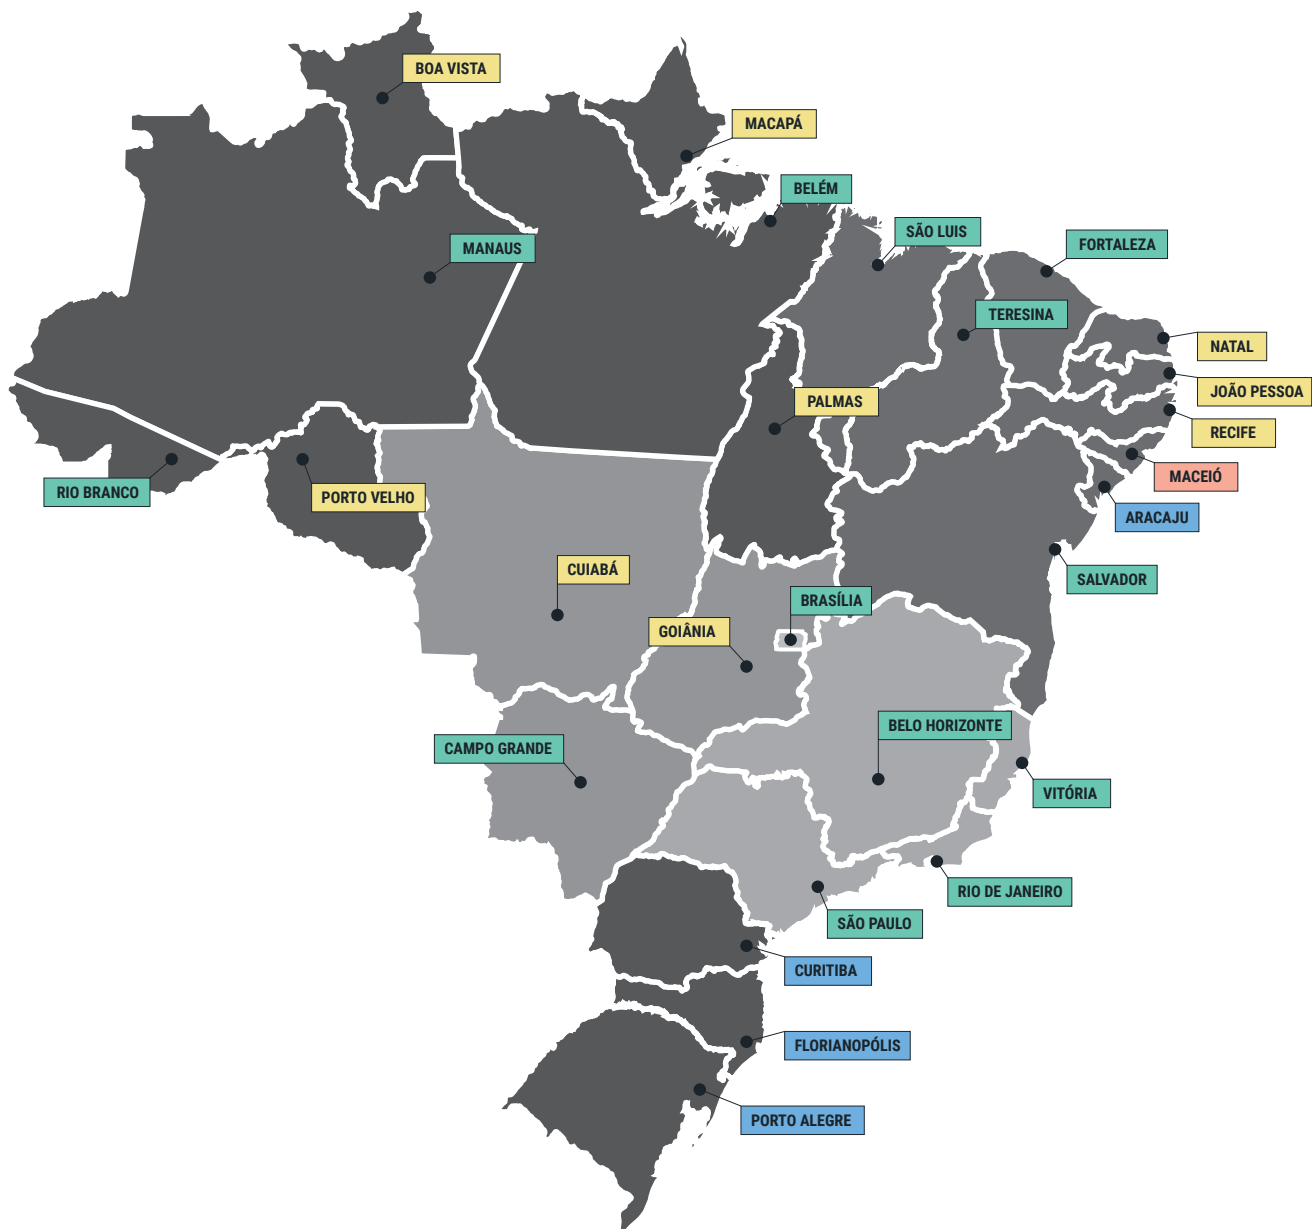 BOA VISTA
MACAPÁ
BELÉM
SÃO LUIS
FORTALEZA
MANAUS
TERESINA
NATAL
JOÃO PESSOA
PALMAS
RECIFE
MACEIÓ
RIO BRANCO
PORTO VELHO
ARACAJU
CUIABÁ
SALVADOR
BRASÍLIA
GOIÂNIA
BELO HORIZONTE
CAMPO GRANDE
VITÓRIA
RIO DE JANEIRO
SÃO PAULO
CURITIBA
FLORIANOPÓLIS
PORTO ALEGRE